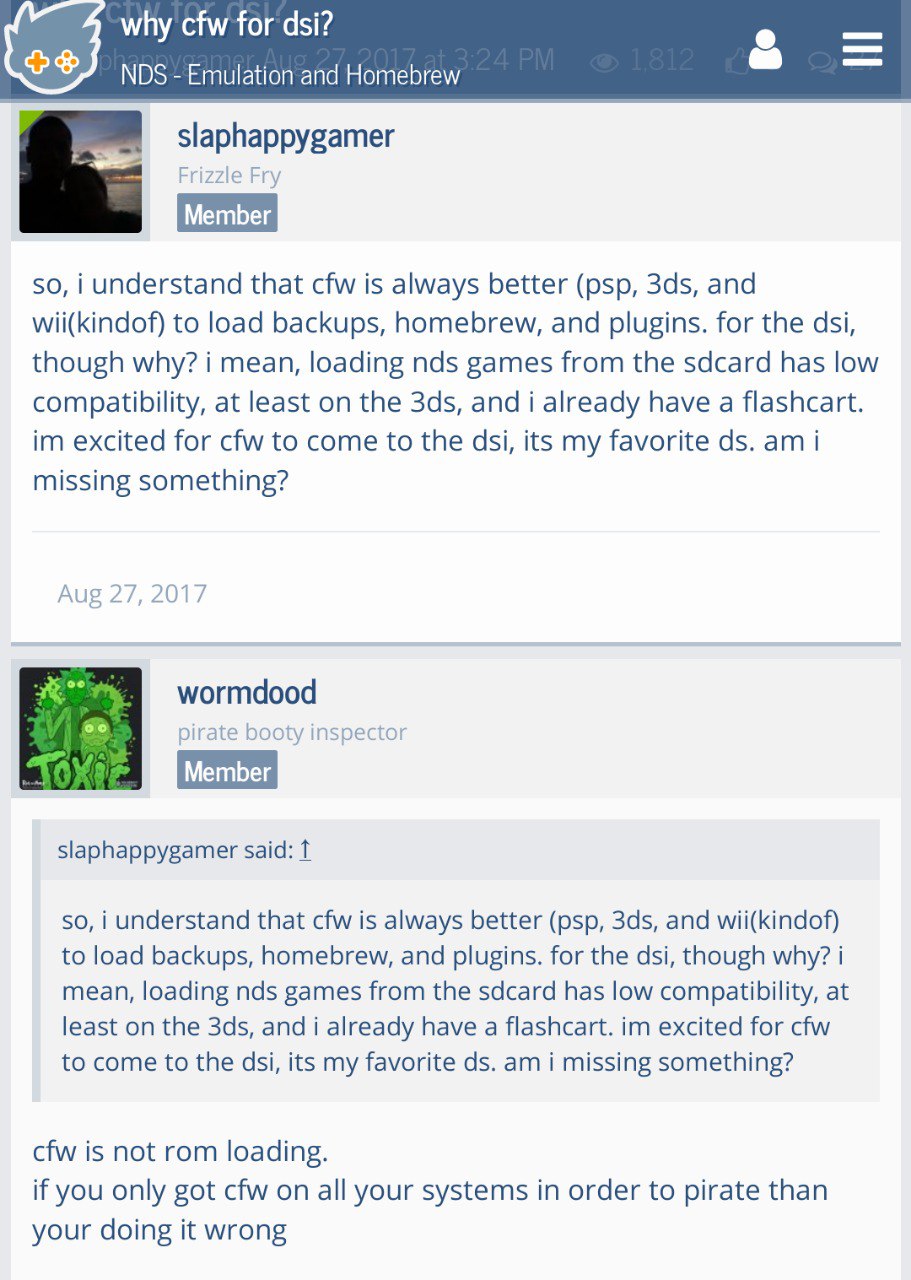 why cfw for dsi?
why cfw for dsi?
slaphappygamer Aug 27, 2017 at 3:24 PM 1,812 27
NDS - Emulation and Homebrew
slaphappygamer
Frizzle Fry
Member
so, i understand that cfw is always better (psp, 3ds, and
wii(kindof) to load backups, homebrew, and plugins. for the dsi,
though why? i mean, loading nds games from the sdcard has low
compatibility, at least on the 3ds, and i already have a flashcart.
im excited for cfw to come to the dsi, its my favorite ds. am i
missing something?
Aug 27, 2017
TOXIC
wormdood
pirate booty inspector
Member
slaphappygamer said: ↑
so, i understand that cfw is always better (psp, 3ds, and wii(kindof)
to load backups, homebrew, and plugins. for the dsi, though why? i
mean, loading nds games from the sdcard has low compatibility, at
least on the 3ds, and i already have a flashcart. im excited for cfw
to come to the dsi, its my favorite ds. am i missing something?
cfw is not rom loading.
if you only got cfw on all your systems in order to pirate than
your doing it wrong